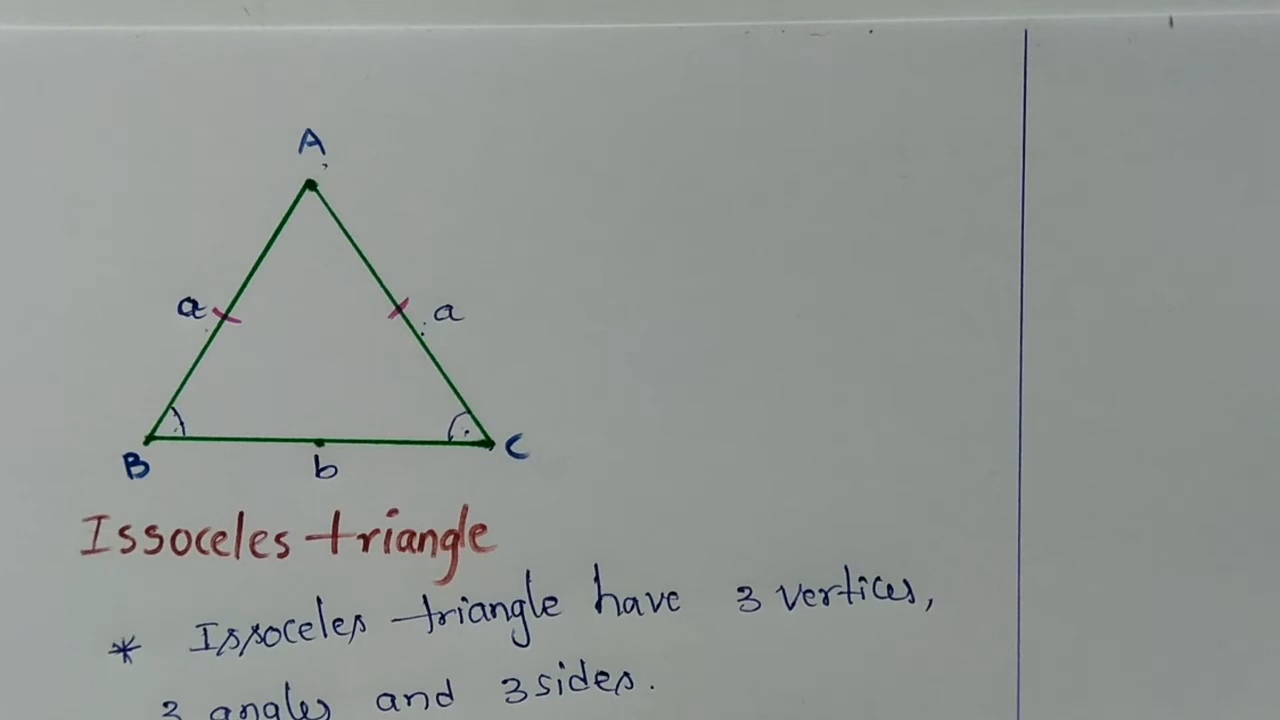 A
a a
B b C
Issoceles triangle
* Issoceles triangle have 3 vertices,
3 angles and 3 sides.